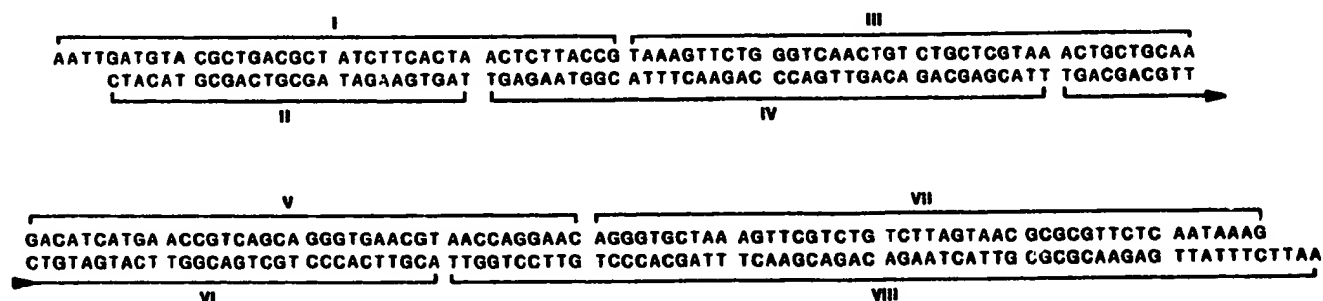 I III
AATTGATGTA CGCTGACGCT ATCTTCACTA ACTCTTACCG TAAAGTTCTG GGTCAACTGT CTGCTCGTAA ACTGCTGCAA
CTACAT GCGACTGCGA TAGAAGTGAT TGAGAATGGC ATTTCAAGAC CCAGTTGACA GACGAGCATT TGACGACGTT
II IV
V VII
GACATCATGA ACCGTCAGCA GGGTGAACGT AACCAGGAAC AGGGTGCTAA AGTTCGTCTG TCTTAGTAAC GCGCGTTCTC AATAAAG
CTGTAGTACT TGGCAGTCGT CCCACTTGCA TTGGTCCTTG TCCCACGATT TCAAGCAGAC AGAATCATTG CGCGCAAGAG TTATTTCTTAA
VI VIII